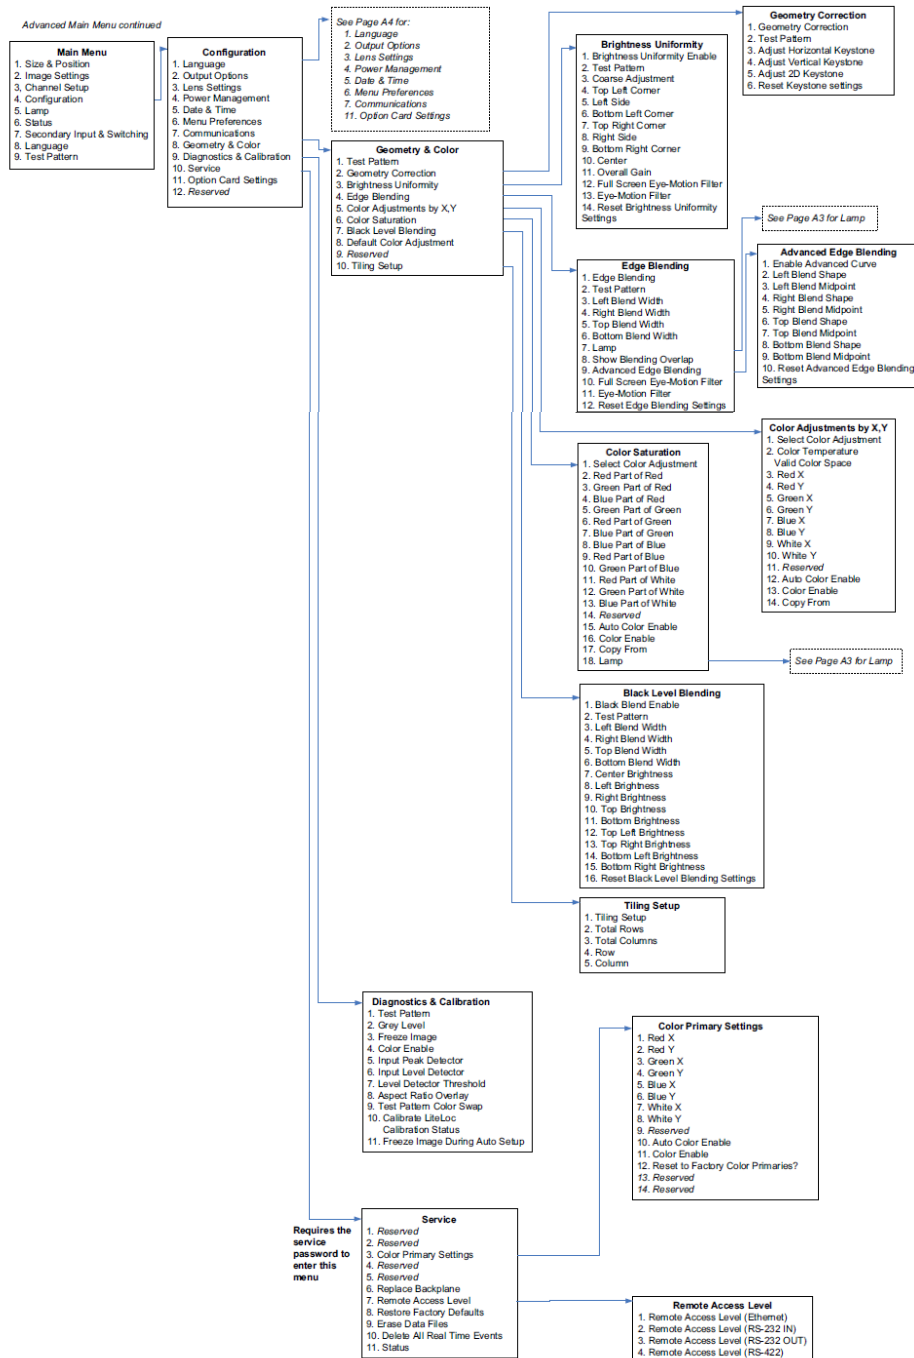 Advanced Main Menu continued
Main Menu
1. Size & Position
2. Image Settings
3. Channel Setup
4. Configuration
5. Lamp
6. Status
7. Secondary Input & Switching
8. Language
9. Test Pattern
Configuration
1. Language
2. Output Options
3. Lens Settings
4. Power Management
5. Date & Time
6. Menu Preferences
7. Communications
8. Geometry & Color
9. Diagnostics & Calibration
10. Service
11. Option Card Settings
12. Reserved
See Page A4 for:
1. Language
2. Output Options
3. Lens Settings
4. Power Management
5. Date & Time
6. Menu Preferences
7. Communications
11. Option Card Settings
Geometry & Color
1. Test Pattern
2. Geometry Correction
3. Brightness Uniformity
4. Edge Blending
5. Color Adjustments by X,Y
6. Color Saturation
7. Black Level Blending
8. Default Color Adjustment
9. Reserved
10. Tiling Setup
Brightness Uniformity
1. Brightness Uniformity Enable
2. Test Pattern
3. Coarse Adjustment
4. Top Left Corner
5. Left Side
6. Bottom Left Corner
7. Top Right Corner
8. Right Side
9. Bottom Right Corner
10. Center
11. Overall Gain
12. Full Screen Eye-Motion Filter
13. Eye-Motion Filter
14. Reset Brightness Uniformity
Settings
Geometry Correction
1. Geometry Correction
2. Test Pattern
3. Adjust Horizontal Keystone
4. Adjust Vertical Keystone
5. Adjust 2D Keystone
6. Reset Keystone settings
See Page A3 for Lamp
Edge Blending
1. Edge Blending
2. Test Pattern
3. Left Blend Width
4. Right Blend Width
5. Top Blend Width
6. Bottom Blend Width
7. Lamp
8. Show Blending Overlap
9. Advanced Edge Blending
10. Full Screen Eye-Motion Filter
11. Eye-Motion Filter
12. Reset Edge Blending Settings
Advanced Edge Blending
1. Enable Advanced Curve
2. Left Blend Shape
3. Left Blend Midpoint
4. Right Blend Shape
5. Right Blend Midpoint
6. Top Blend Shape
7. Top Blend Midpoint
8. Bottom Blend Shape
9. Bottom Blend Midpoint
10. Reset Advanced Edge Blending
Settings
Color Adjustments by X,Y
1. Select Color Adjustment
2. Color Temperature
Valid Color Space
3. Red X
4. Red Y
5. Green X
6. Green Y
7. Blue X
8. Blue Y
9. White X
10. White Y
11. Reserved
12. Auto Color Enable
13. Color Enable
14. Copy From
Color Saturation
1. Select Color Adjustment
2. Red Part of Red
3. Green Part of Red
4. Blue Part of Red
5. Green Part of Green
6. Red Part of Green
7. Blue Part of Green
8. Blue Part of Blue
9. Red Part of Blue
10. Green Part of Blue
11. Red Part of White
12. Green Part of White
13. Blue Part of White
14. Reserved
15. Auto Color Enable
16. Color Enable
17. Copy From
18. Lamp
See Page A3 for Lamp
Black Level Blending
1. Black Blend Enable
2. Test Pattern
3. Left Blend Width
4. Right Blend Width
5. Top Blend Width
6. Bottom Blend Width
7. Center Brightness
8. Left Brightness
9. Right Brightness
10. Top Brightness
11. Bottom Brightness
12. Top Left Brightness
13. Top Right Brightness
14. Bottom Left Brightness
15. Bottom Right Brightness
16. Reset Black Level Blending Settings
Tiling Setup
1. Tiling Setup
2. Total Rows
3. Total Columns
4. Row
5. Column
Diagnostics & Calibration
1. Test Pattern
2. Grey Level
3. Freeze Image
4. Color Enable
5. Input Peak Detector
6. Input Level Detector
7. Level Detector Threshold
8. Aspect Ratio Overlay
9. Test Pattern Color Swap
10. Calibrate LiteLoc
Calibration Status
11. Freeze Image During Auto Setup
Color Primary Settings
1. Red X
2. Red Y
3. Green X
4. Green Y
5. Blue X
6. Blue Y
7. White X
8. White Y
9. Reserved
10. Auto Color Enable
11. Color Enable
12. Reset to Factory Color Primaries?
13. Reserved
14. Reserved
Requires the
service
password to
enter this
menu
Service
1. Reserved
2. Reserved
3. Color Primary Settings
4. Reserved
5. Reserved
6. Replace Backplane
7. Remote Access Level
8. Restore Factory Defaults
9. Erase Data Files
10. Delete All Real Time Events
11. Status
Remote Access Level
1. Remote Access Level (Ethernet)
2. Remote Access Level (RS-232 IN)
3. Remote Access Level (RS-232 OUT)
4. Remote Access Level (RS-422)